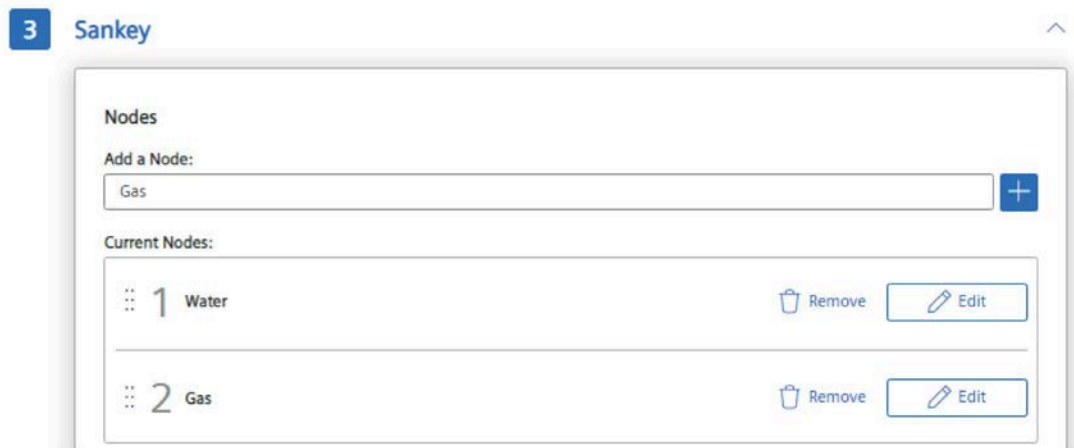 3 Sankey
Nodes
Add a Node:
Gas
Current Nodes:
1 Water Remove Edit
2 Gas Remove Edit